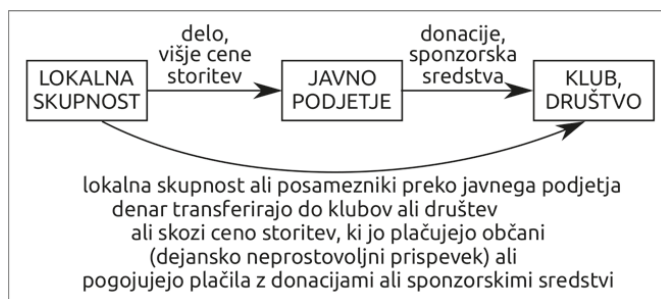 delo,
višje cene
storitev
donacije,
sponzorska
sredstva
LOKALNA
SKUPNOST
JAVNO
PODJETJE
KLUB,
DRUŠTVO
lokalna skupnost ali posamezniki preko javnega podjetja
denar transferirajo do klubov ali društev
ali skozi ceno storitev, ki jo plačujejo občani
(dejansko neprostovoljni prispevek) ali
pogojujejo plačila z donacijami ali sponzorskimi sredstvi